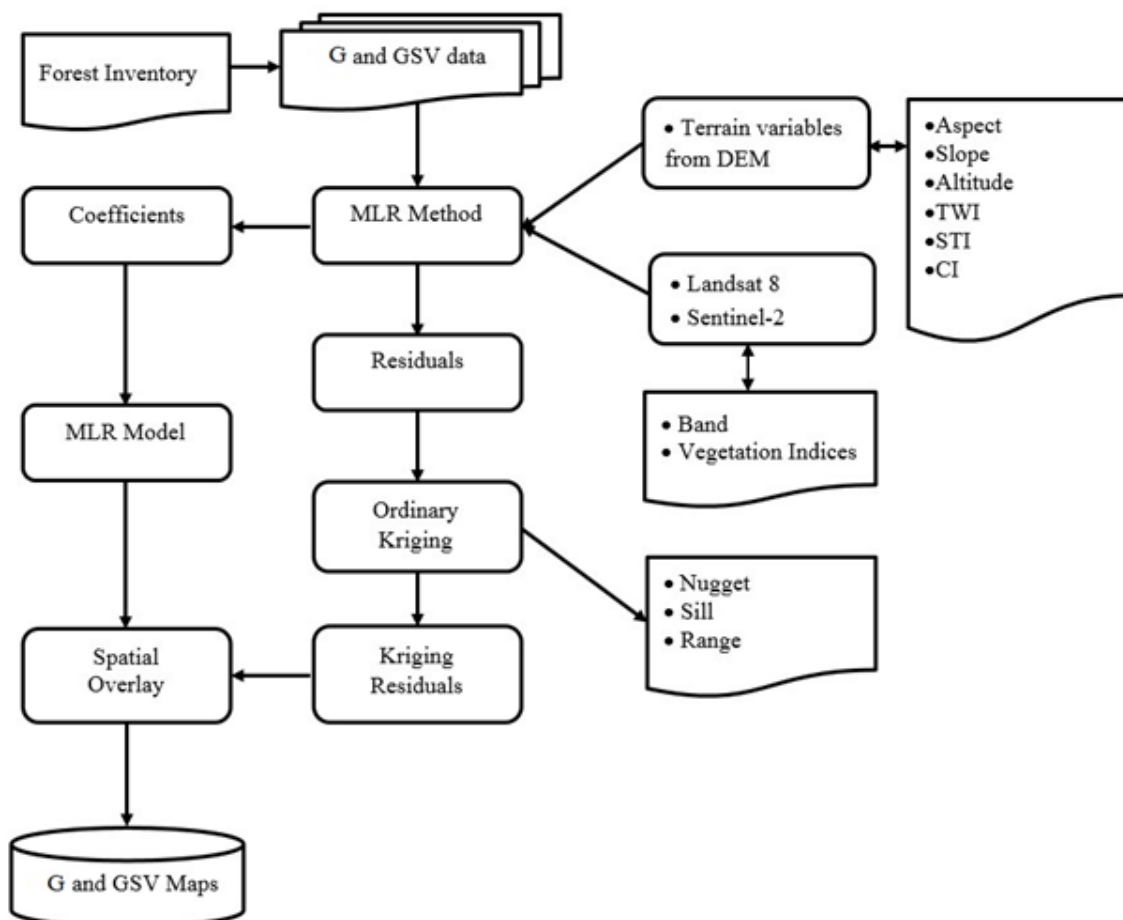 Forest Inventory
G and GSV data
• Terrain variables
from DEM
•Aspect
•Slope
•Altitude
•TWI
•STI
•CI
Coefficients
MLR Method
• Landsat 8
• Sentinel-2
Residuals
MLR Model
• Band
• Vegetation Indices
Ordinary
Kriging
• Nugget
• Sill
• Range
Spatial
Overlay
Kriging
Residuals
G and GSV Maps